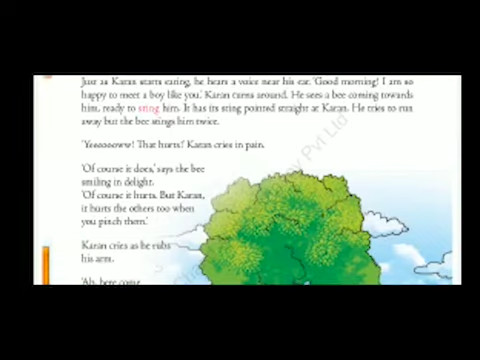 Just as Karan starts eating, he hears a voice near his ear. 'Good morning! I am so
happy to meet a boy like you.' Karan turns around. He sees a bee coming towards
him, ready to sting him. It has its sting pointed straight at Karan. He tries to run
away but the bee stings him twice.
'Yeeooooww! That hurts!' Karan cries in pain.
'Of course it does,' says the bee
smiling in delight.
'Of course it hurts. But Karan,
it hurts the others too when
you pinch them.'
Karan cries as he rubs
his arm.
'Ah, here come
Pvt Ltd